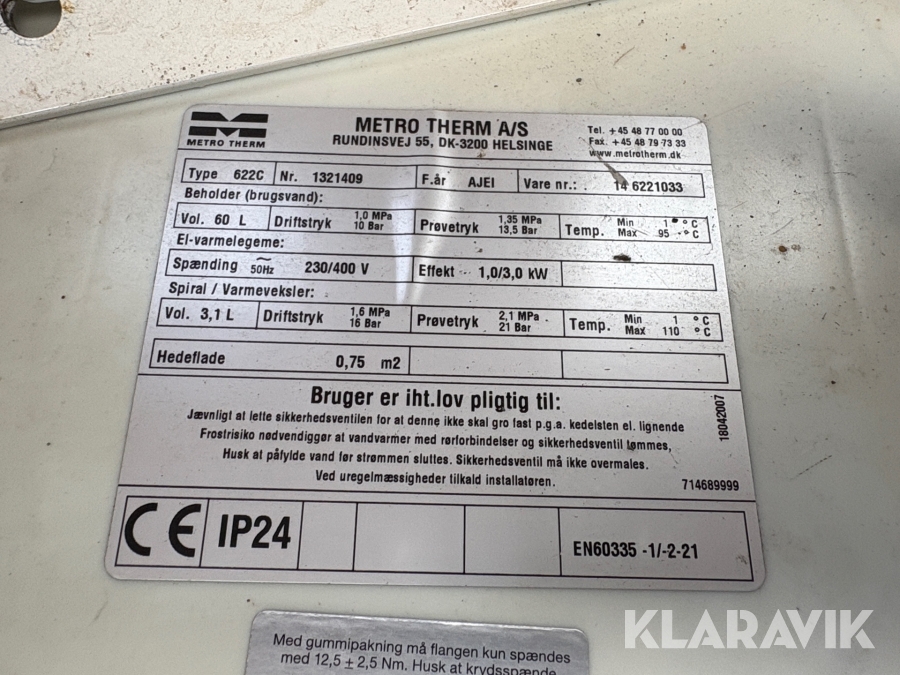 METRO THERM
METRO THERM A/S
RUNDINSVEJ 55, DK-3200 HELSINGE
Tel. +45 48 77 00 00
Fax. +45 48 79 73 33
www.metrotherm.dk
Type 622C Nr. 1321409 F.år AJEI Vare nr.: 14 6221033
Beholder (brugsvand):
Vol. 60 L Driftstryk 1,0 MPa 10 Bar Prøvetryk 1,35 MPa 13,5 Bar Temp. Min 1 °C Max 95 °C
El-varmelegeme:
Spænding ~ 50Hz 230/400 V Effekt 1,0/3,0 kW
Spiral / Varmeveksler:
Vol. 3,1 L Driftstryk 1,6 MPa 16 Bar Prøvetryk 2,1 MPa 21 Bar Temp. Min 1 °C Max 110 °C
Hedeflade 0,75 m2
Bruger er iht.lov pligtig til:
Jævnligt at lette sikkerhedsventilen for at denne ikke skal gro fast p.g.a. kedelsten el. lignende
Frostrisiko nødvendiggør at vandvarmer med rørforbindelser og sikkerhedsventil tømmes,
Husk at påfylde vand før strømmen sluttes. Sikkerhedsventil må ikke overmales.
Ved uregelmæssigheder tilkald installatøren.
18042007
714689999
CE IP24 EN60335 -1/-2-21
Med gummipakning må flangen kun spændes
med 12,5 ± 2,5 Nm. Husk at krydsspænde
KLARAVIK